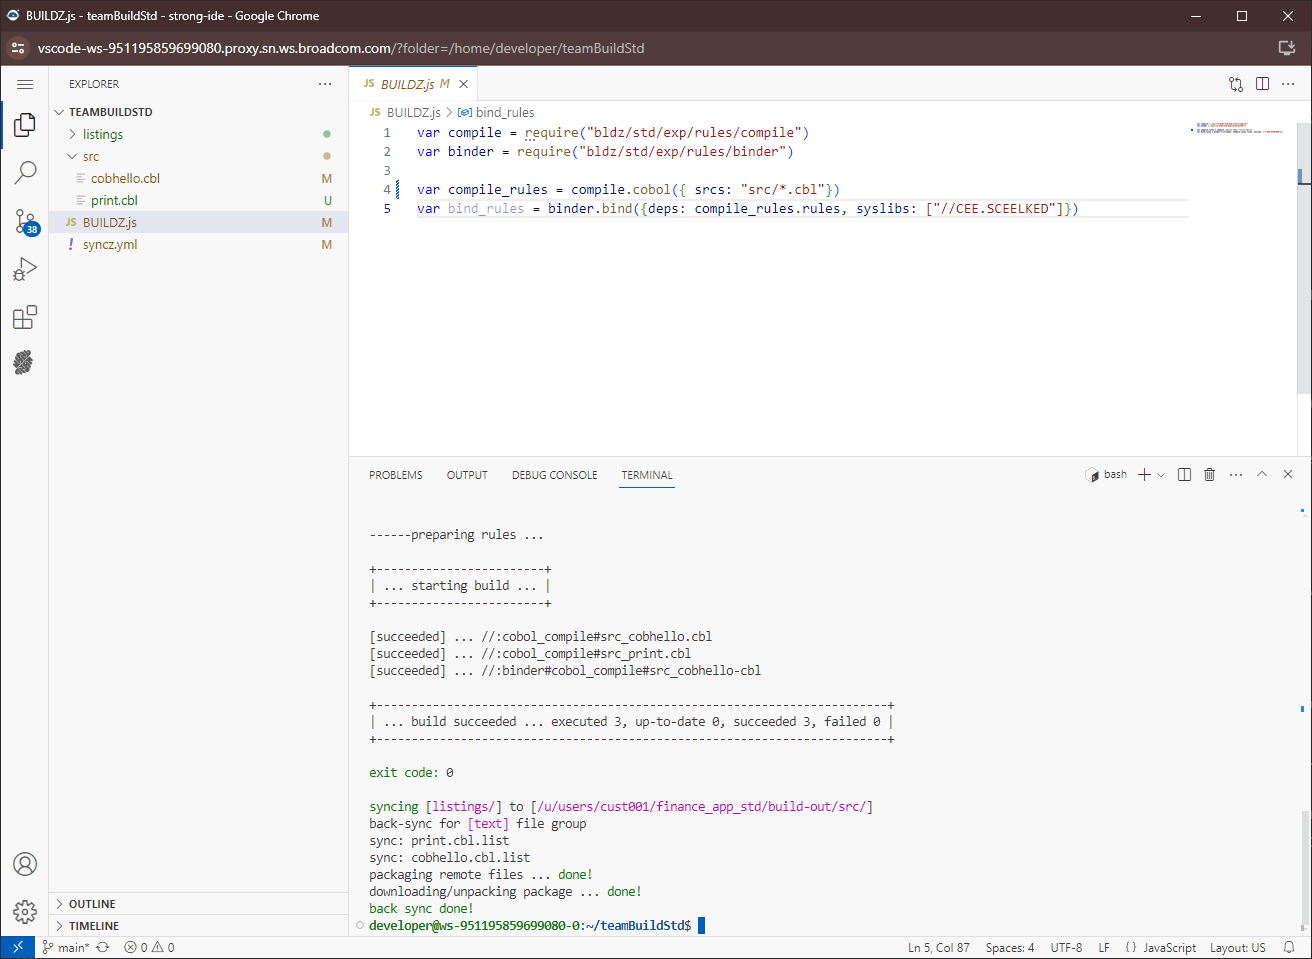 BUILDZ.js - teamBuildStd - strong-ide - Google Chrome
vscode-ws-951195859699080.proxy.sn.ws.broadcom.com/?folder=/home/developer/teamBuildStd
EXPLORER
TEAMBUILDSTD
listings
src
cobhello.cbl M
print.cbl U
JS BUILDZ.js M
! syncz.yml M
38
OUTLINE
TIMELINE
JS BUILDZ.js M
JS BUILDZ.js > bind_rules
1 var compile = require("bldz/std/exp/rules/compile")
2 var binder = require("bldz/std/exp/rules/binder")
3
4 var compile_rules = compile.cobol({ srcs: "src/*.cbl"})
5 var bind_rules = binder.bind({deps: compile_rules.rules, syslibs: ["//CEE.SCEELKED"]})
PROBLEMS OUTPUT DEBUG CONSOLE TERMINAL
bash
------preparing rules ...
+------------------------+
| ... starting build ... |
+------------------------+
[succeeded] ... //:cobol_compile#src_cobhello.cbl
[succeeded] ... //:cobol_compile#src_print.cbl
[succeeded] ... //:binder#cobol_compile#src_cobhello-cbl
+-------------------------------------------------------------------------+
| ... build succeeded ... executed 3, up-to-date 0, succeeded 3, failed 0 |
+-------------------------------------------------------------------------+
exit code: 0
syncing [listings/] to [/u/users/cust001/finance_app_std/build-out/src/]
back-sync for [text] file group
sync: print.cbl.list
sync: cobhello.cbl.list
packaging remote files ... done!
downloading/unpacking package ... done!
back sync done!
developer@ws-951195859699080-0:~/teamBuildStd$
main* 0 0 Ln 5, Col 87 Spaces: 4 UTF-8 LF {} JavaScript Layout: US